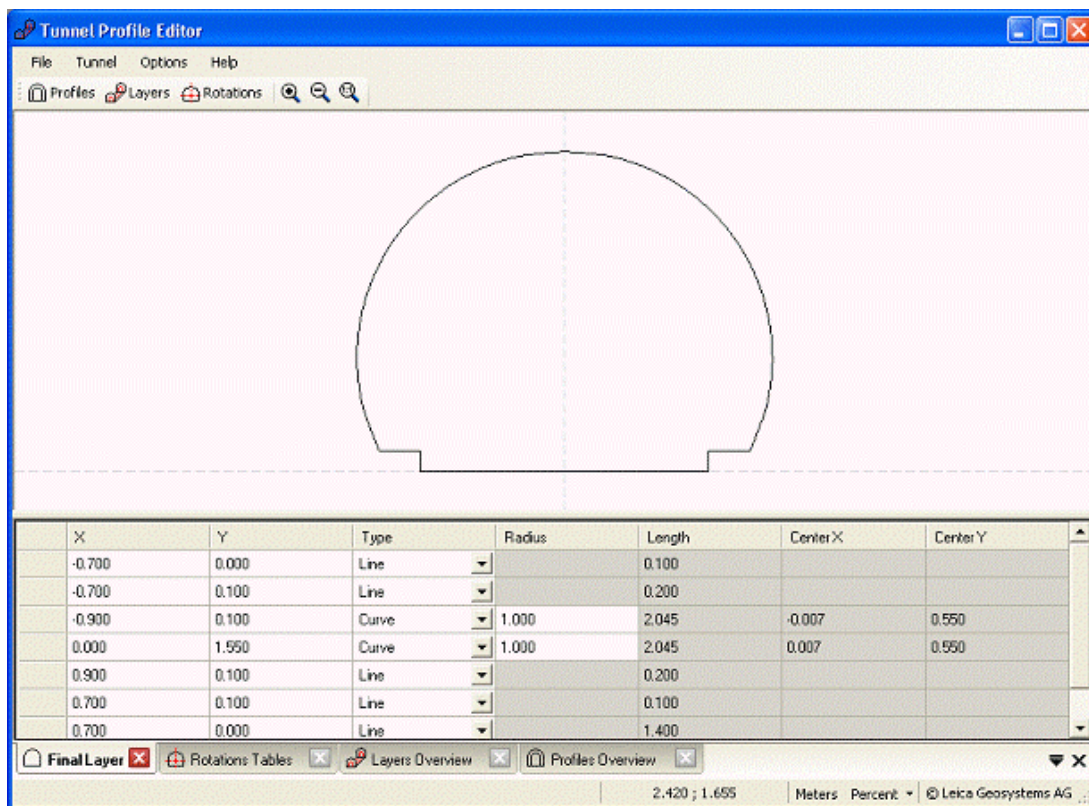 Tunnel Profile Editor
File Tunnel Options Help
Profiles Layers Rotations
X Y Type Radius Length Center X Center Y
-0.700 0.000 Line 0.100
-0.700 0.100 Line 0.200
-0.900 0.100 Curve 1.000 2.045 -0.007 0.550
0.000 1.550 Curve 1.000 2.045 0.007 0.550
0.900 0.100 Line 0.200
0.700 0.100 Line 0.100
0.700 0.000 Line 1.400
Final Layer Rotations Tables Layers Overview Profiles Overview
2.420 ; 1.655 Meters Percent © Leica Geosystems AG